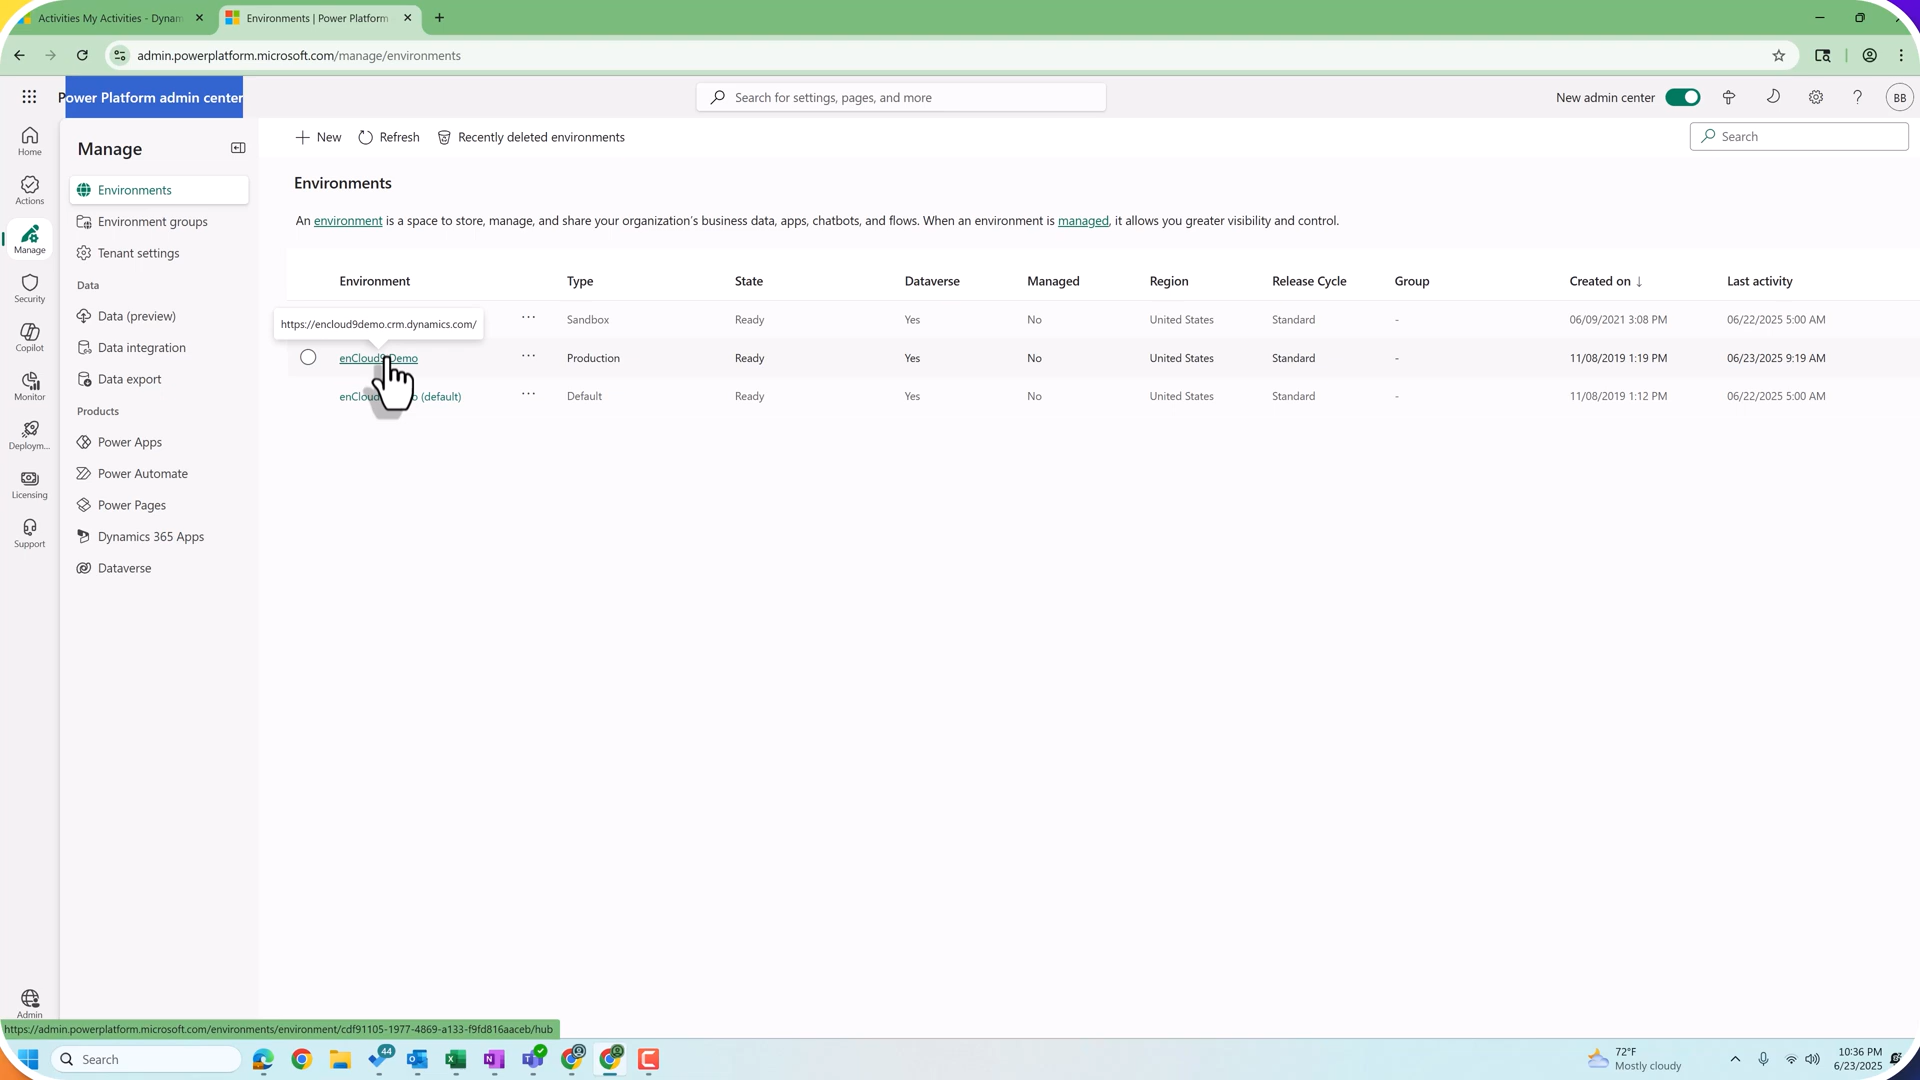 Activities My Activities - Dynam
Environments | Power Platform
admin.powerplatform.microsoft.com/manage/environments
Power Platform admin center
Search for settings, pages, and more
New admin center
BB
Home
Actions
Manage
Security
Copilot
Monitor
Deploym...
Licensing
Support
Admin
Manage
Environments
Environment groups
Tenant settings
Data
Data (preview)
Data integration
Data export
Products
Power Apps
Power Automate
Power Pages
Dynamics 365 Apps
Dataverse
New Refresh Recently deleted environments
Search
Environments
An environment is a space to store, manage, and share your organization's business data, apps, chatbots, and flows. When an environment is managed, it allows you greater visibility and control.
Environment Type State Dataverse Managed Region Release Cycle Group Created on ↓ Last activity
https://encloud9demo.crm.dynamics.com/ ... Sandbox Ready Yes No United States Standard - 06/09/2021 3:08 PM 06/22/2025 5:00 AM
enCloud9 Demo ... Production Ready Yes No United States Standard - 11/08/2019 1:19 PM 06/23/2025 9:19 AM
(default) ... Default Ready Yes No United States Standard - 11/08/2019 1:12 PM 06/22/2025 5:00 AM
https://admin.powerplatform.microsoft.com/environments/environment/cdf91105-1977-4869-a133-f9fd816aaceb/hub
Search
44
72°F
Mostly cloudy
10:36 PM
6/23/2025